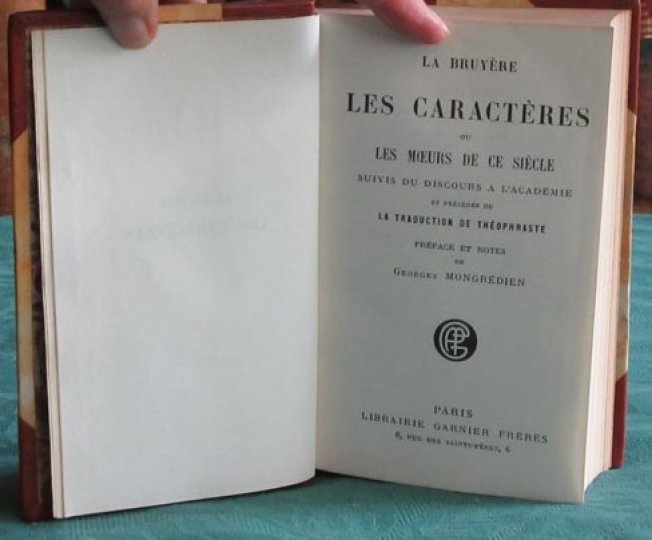 LA BRUYÈRE
LES CARACTÈRES
OU
LES MŒURS DE CE SIÈCLE
SUIVIS DU DISCOURS A L'ACADÉMIE
ET PRÉCÉDÉS DE
LA TRADUCTION DE THÉOPHRASTE
PRÉFACE ET NOTES
DE
GEORGES MONGRÉDIEN
PARIS
LIBRAIRIE GARNIER FRÈRES
6, RUE DES SAINTS-PÈRES, 6